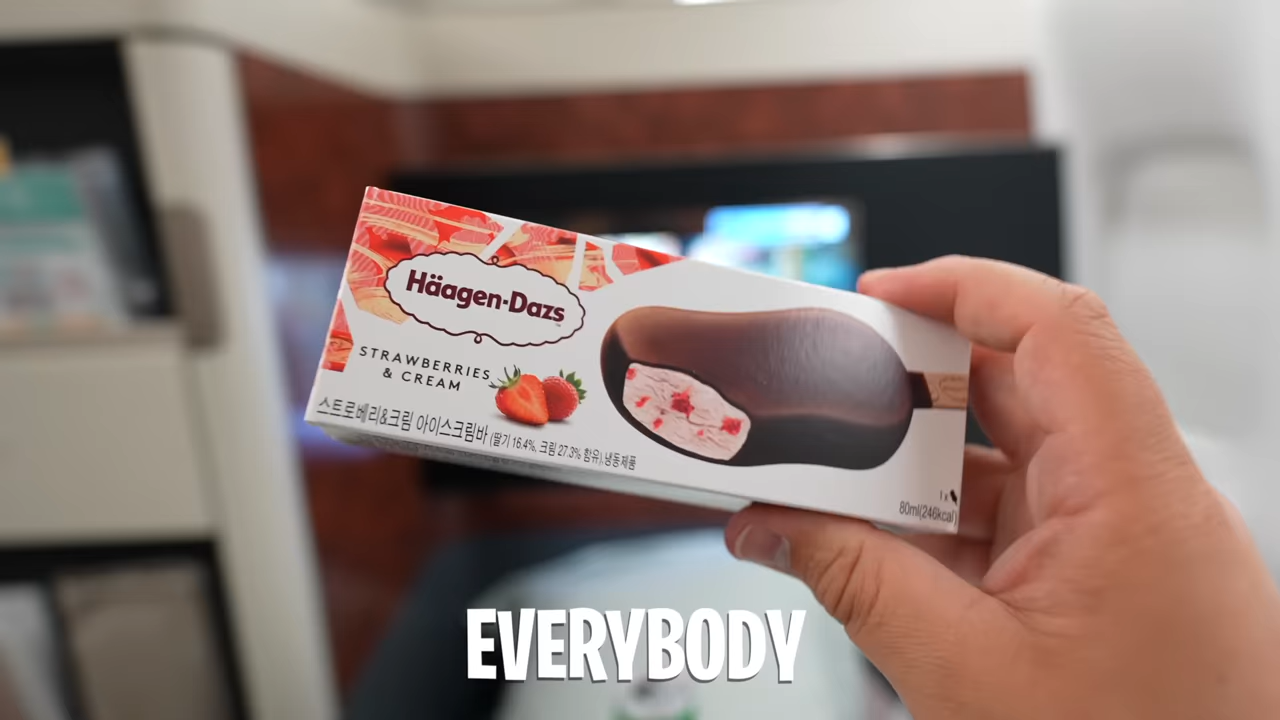 Häagen-Dazs
STRAWBERRIES
& CREAM
스트로베리&크림 아이스크림바 (딸기 16.4%, 크림 27.3% 함유),냉동제품
1x
80ml(246kcal)
EVERYBODY